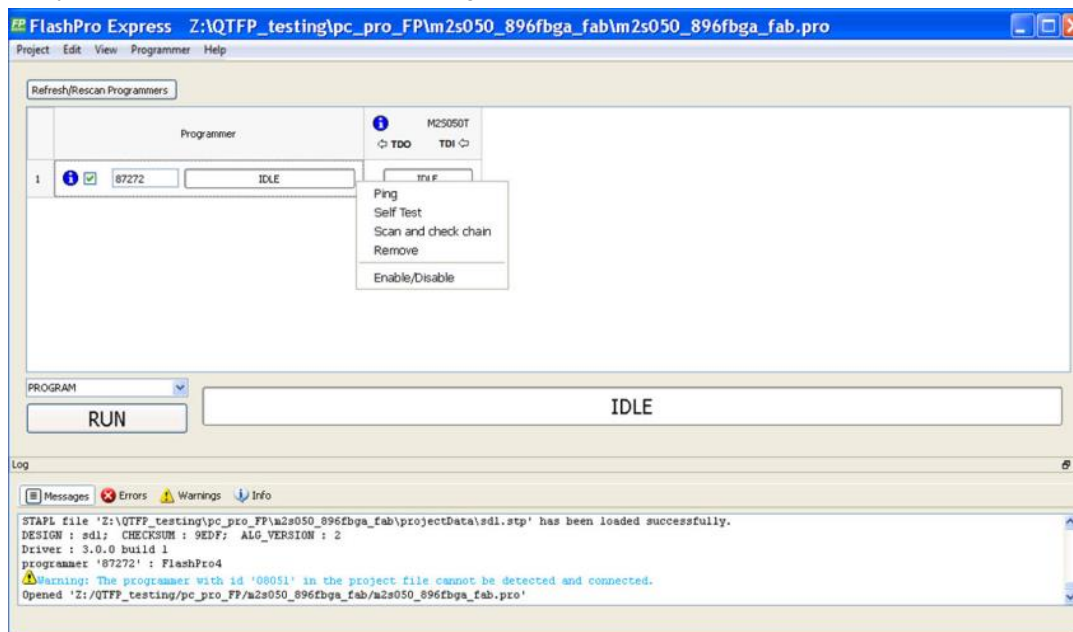 FP FlashPro Express Z:\QTFP_testing\pc_pro_FP\m2s050_896fbga_fab\m2s050_896fbga_fab.pro
Project Edit View Programmer Help
Refresh/Rescan Programmers
Programmer
M2S050T
TDO TDI
1 87272 IDLE IDLE
Ping
Self Test
Scan and check chain
Remove
Enable/Disable
PROGRAM
RUN
IDLE
Log
Messages Errors Warnings Info
STAPL file 'Z:\QTFP_testing\pc_pro_FP\m2s050_896fbga_fab\projectData\sdl.stp' has been loaded successfully.
DESIGN : sdl; CHECKSUM : 9EDF; ALG_VERSION : 2
Driver : 3.0.0 build 1
programmer '87272' : FlashPro4
Warning: The programmer with id '08051' in the project file cannot be detected and connected.
Opened 'Z:/QTFP_testing/pc_pro_FP/m2s050_896fbga_fab/m2s050_896fbga_fab.pro'